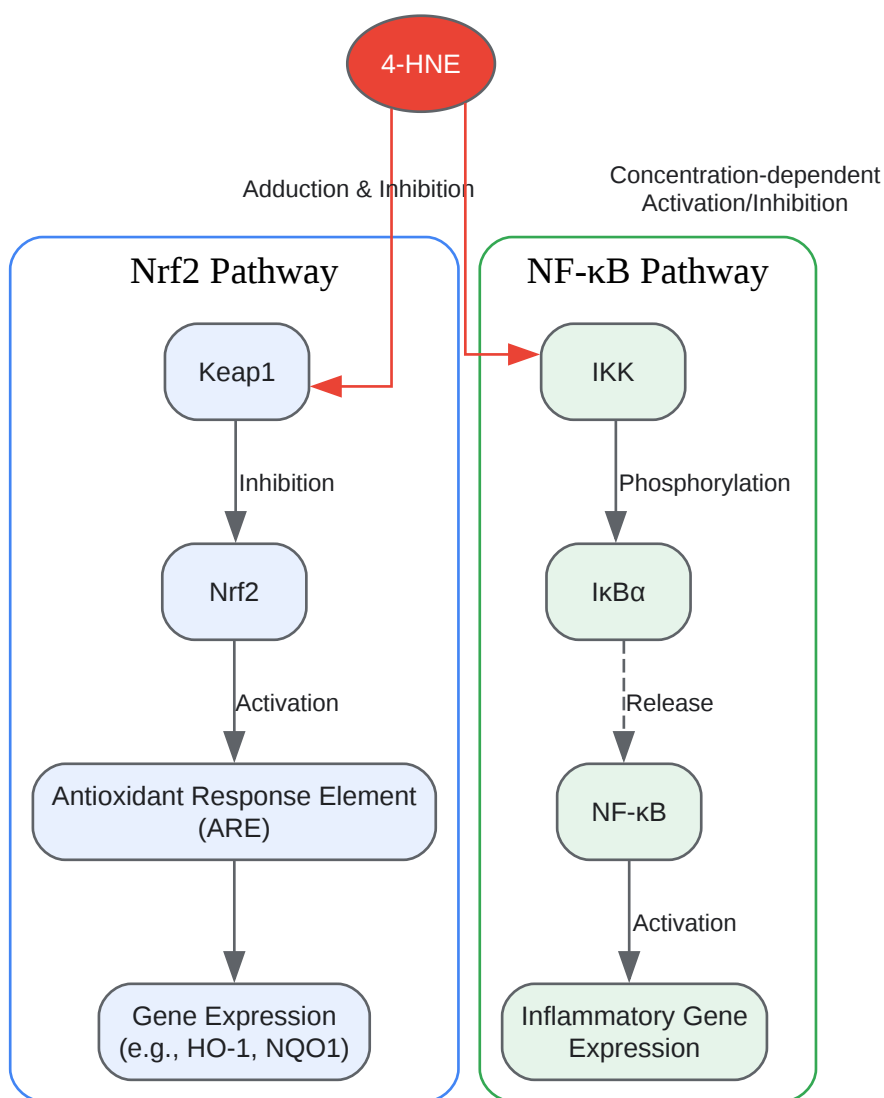 4-HNE
Adduction & Inhibition
Concentration-dependent
Activation/Inhibition
Nrf2 Pathway
Keap1
Inhibition
Nrf2
Activation
Antioxidant Response Element
(ARE)
Gene Expression
(e.g., HO-1, NQO1)
NF-κB Pathway
IKK
Phosphorylation
IκBα
Release
NF-κB
Activation
Inflammatory Gene
Expression